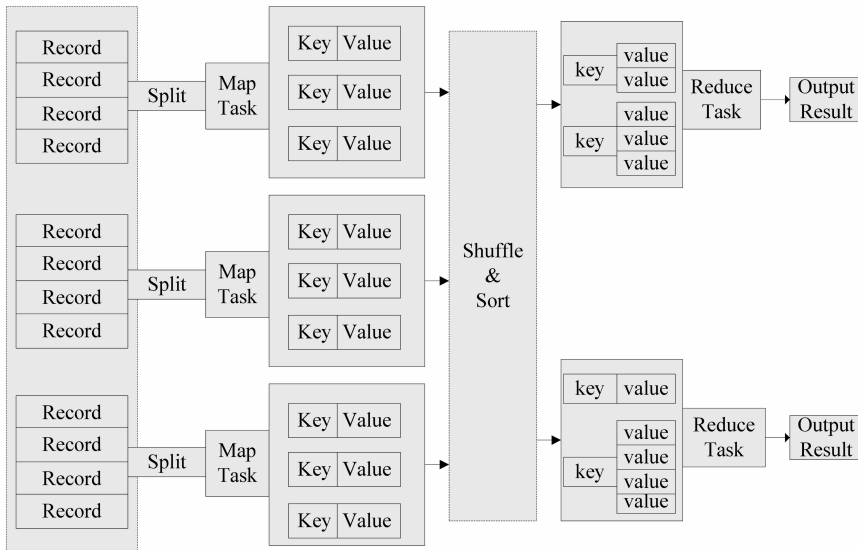 Record
Record
Record
Record
Split
Map
Task
Key Value
Key Value
Key Value
Record
Record
Record
Record
Split
Map
Task
Key Value
Key Value
Key Value
Record
Record
Record
Record
Split
Map
Task
Key Value
Key Value
Key Value
Shuffle
&
Sort
key
value
value
key
value
value
value
Reduce
Task
Output
Result
key value
key
value
value
value
value
Reduce
Task
Output
Result